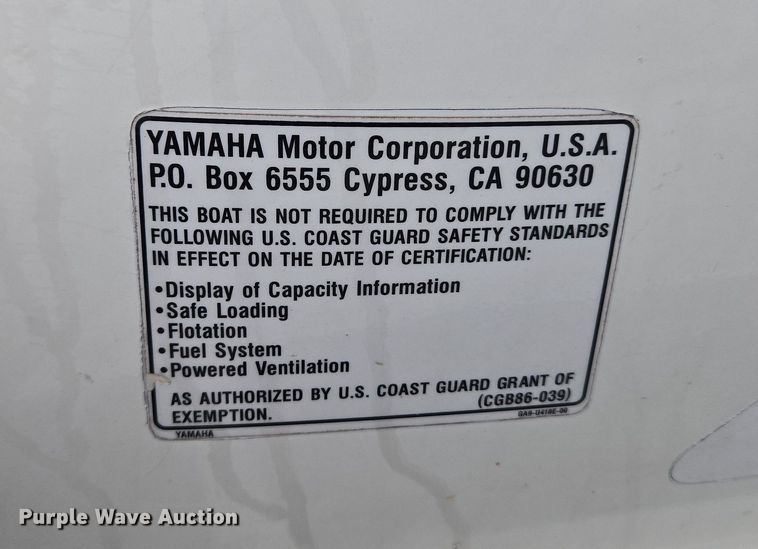 YAMAHA Motor Corporation, U.S.A.
P.O. Box 6555 Cypress, CA 90630
THIS BOAT IS NOT REQUIRED TO COMPLY WITH THE
FOLLOWING U.S. COAST GUARD SAFETY STANDARDS
IN EFFECT ON THE DATE OF CERTIFICATION:
•Display of Capacity Information
•Safe Loading
•Flotation
•Fuel System
•Powered Ventilation
AS AUTHORIZED BY U.S. COAST GUARD GRANT OF
EXEMPTION. (CGB86-039)
YAMAHA
Purple Wave Auction